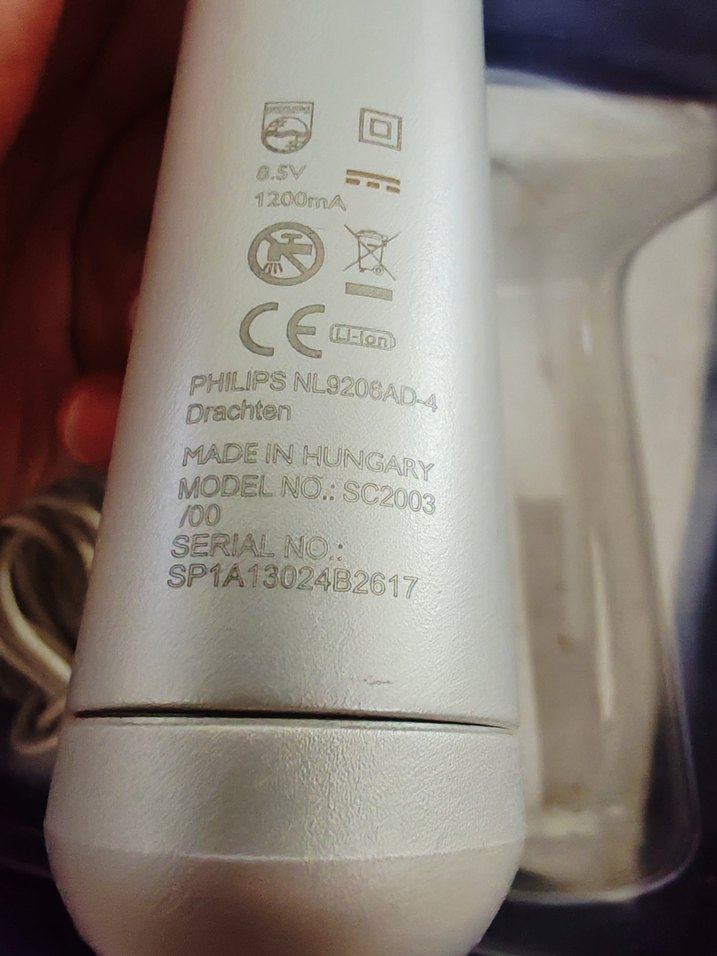 8.5V
1200mA
CE
Li-Ion
PHILIPS NL9206AD-4
Drachten
MADE IN HUNGARY
MODEL NO.: SC2003
/00
SERIAL NO.:
SP1A13024B2617